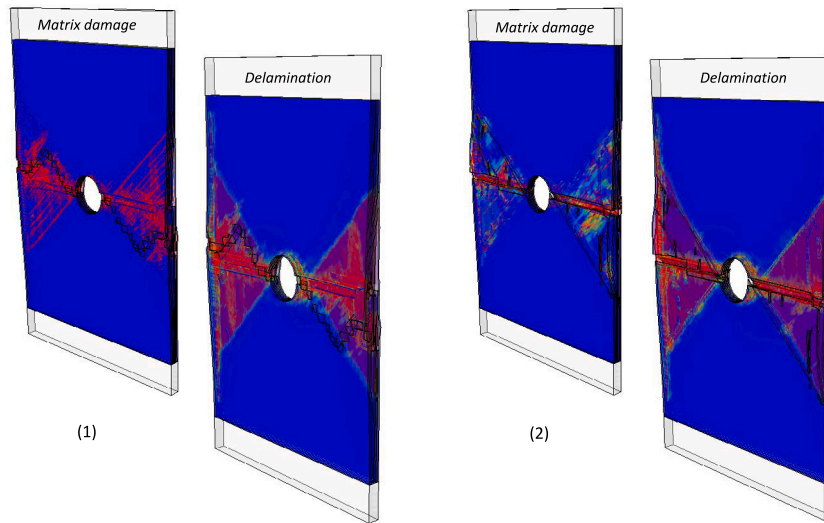 Matrix damage
Delamination
Matrix damage
Delamination
(1)
(2)